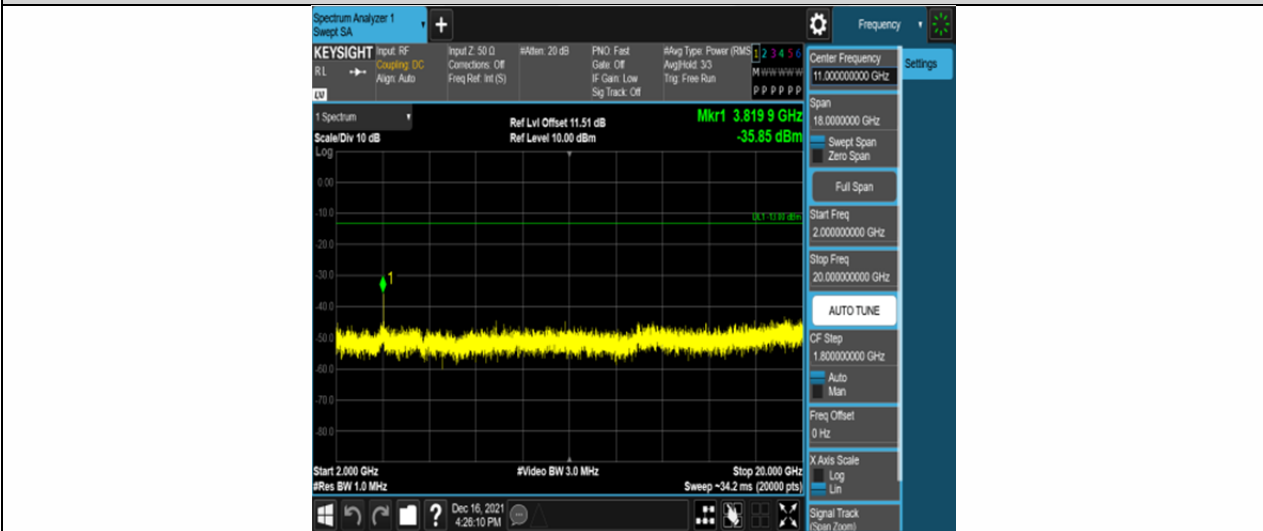 Spectrum Analyzer 1
Swept SA
+
Frequency
KEYSIGHT
RL
LV
Input: RF
Coupling: DC
Align: Auto
Input Z: 50 Ω
Corrections: Off
Freq Ref: Int (S)
#Atten: 20 dB
PNO: Fast
Gate: Off
IF Gain: Low
Sig Track: Off
#Avg Type: Power (RMS
Avg|Hold: 3/3
Trig: Free Run
1 2 3 4 5 6
M W W W W W
P P P P P P
Settings
Center Frequency
11.000000000 GHz
Span
18.0000000 GHz
Swept Span
Zero Span
Full Span
Start Freq
2.000000000 GHz
Stop Freq
20.000000000 GHz
AUTO TUNE
CF Step
1.800000000 GHz
Auto
Man
Freq Offset
0 Hz
X Axis Scale
Log
Lin
Signal Track
(Span Zoom)
1 Spectrum
Scale/Div 10 dB
Ref Lvl Offset 11.51 dB
Ref Level 10.00 dBm
Mkr1 3.819 9 GHz
-35.85 dBm
Log
0.00
-10.0
DL1 -13.00 dBm
-20.0
-30.0
1
-40.0
-50.0
-60.0
-70.0
-80.0
Start 2.000 GHz
#Video BW 3.0 MHz
Stop 20.000 GHz
#Res BW 1.0 MHz
Sweep ~34.2 ms (20000 pts)
?
Dec 16, 2021
4:26:10 PM